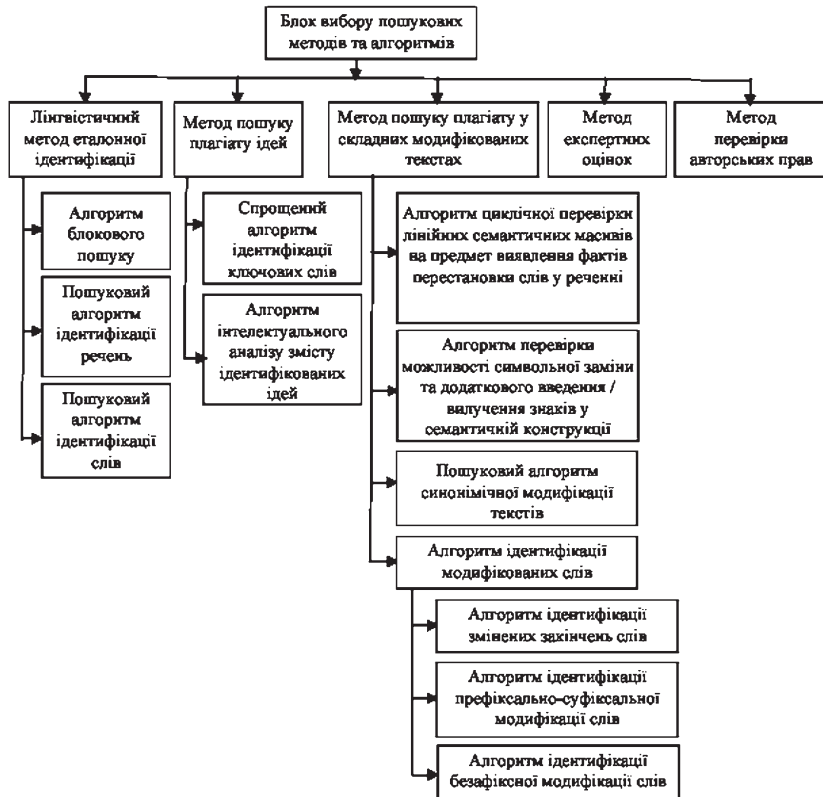 Блок вибору пошукових
методів та алгоритмів
Лінгвістичний
метод еталонної
ідентифікації
Метод пошуку
плагіату ідей
Метод пошуку плагіату у
складних модифікованих
текстах
Метод
експертних
оцінок
Метод
перевірки
авторських прав
Алгоритм
блокового
пошуку
Пошуковий
алгоритм
ідентифікації
речень
Пошуковий
алгоритм
ідентифікації
слів
Спрощений
алгоритм
ідентифікації
ключових слів
Алгоритм
інтелектуального
аналізу змісту
ідентифікованих
ідей
Алгоритм циклічної перевірки
лінійних семантичних масивів
на предмет виявлення фактів
перестановки слів у реченні
Алгоритм перевірки
можливості символьної заміни
та додаткового введення /
вилучення знаків у
семантичній конструкції
Пошуковий алгоритм
синонімічної модифікації
текстів
Алгоритм ідентифікації
модифікованих слів
Алгоритм ідентифікації
змінених закінчень слів
Алгоритм ідентифікації
префіксально-суфіксальної
модифікації слів
Алгоритм ідентифікації
безафіксної модифікації слів